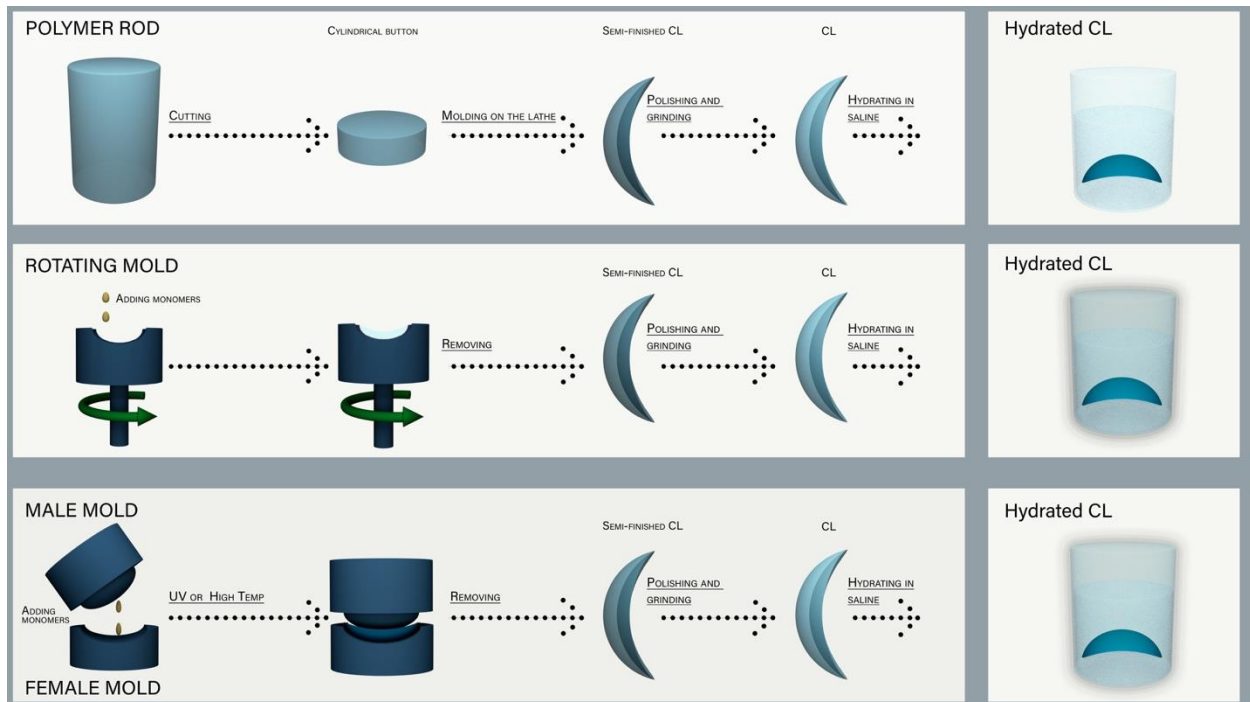 POLYMER ROD
CYLINDRICAL BUTTON
SEMI-FINISHED CL
CL
Hydrated CL
CUTTING
MOLDING ON THE LATHE
POLISHING AND
GRINDING
HYDRATING IN
SALINE
ROTATING MOLD
SEMI-FINISHED CL
CL
Hydrated CL
ADDING MONOMERS
REMOVING
POLISHING AND
GRINDING
HYDRATING IN
SALINE
MALE MOLD
SEMI-FINISHED CL
CL
Hydrated CL
ADDING
MONOMERS
UV OR HIGH TEMP
REMOVING
POLISHING AND
GRINDING
HYDRATING IN
SALINE
FEMALE MOLD